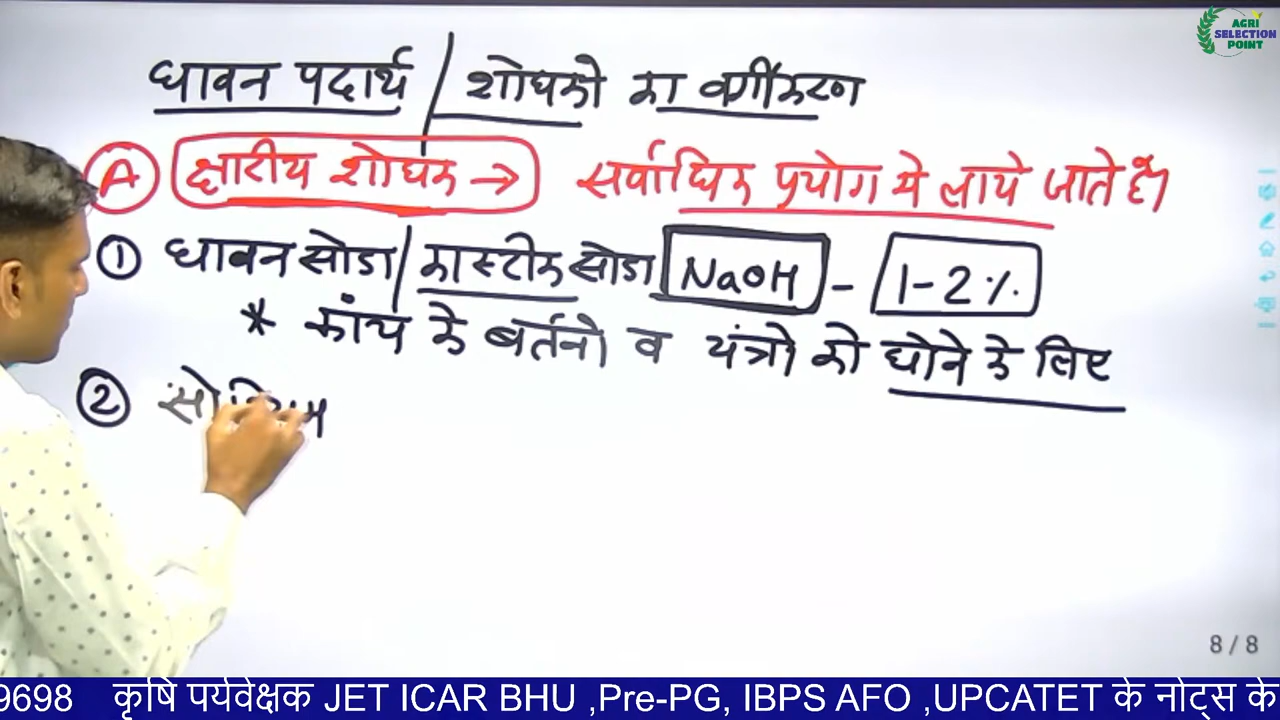 AGRI
SELECTION
POINT
धावन पदार्थ / शोधको का वर्गीकरण
A क्षारीय शोधक → सर्वाधिक प्रयोग मे लाये जाते है।
① धावन सोडा / कास्टीक सोडा NaOH - 1-2%
* कांच के बर्तनो व यंत्रो को धोने के लिए
② सोडियम
8 / 8
9698 कृषि पर्यवेक्षक JET ICAR BHU ,Pre-PG, IBPS AFO ,UPCATET के नोट्स के